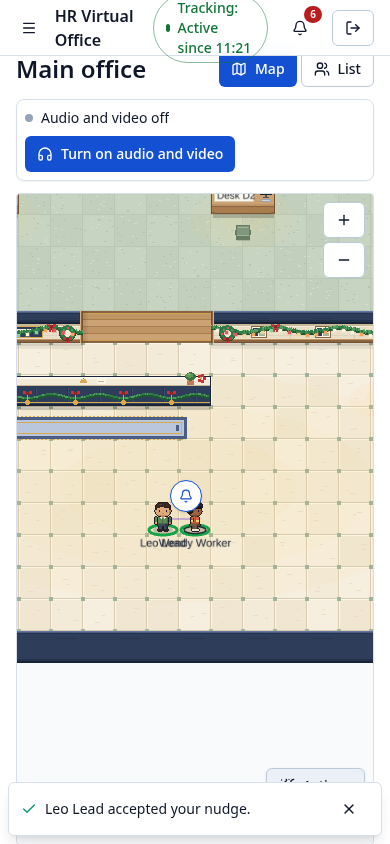 HR Virtual
Office
Tracking:
Active
since 11:21
6
Main office
Map
List
Audio and video off
Turn on audio and video
Desk D2
Leo Lead
Worker
Leo Lead accepted your nudge.